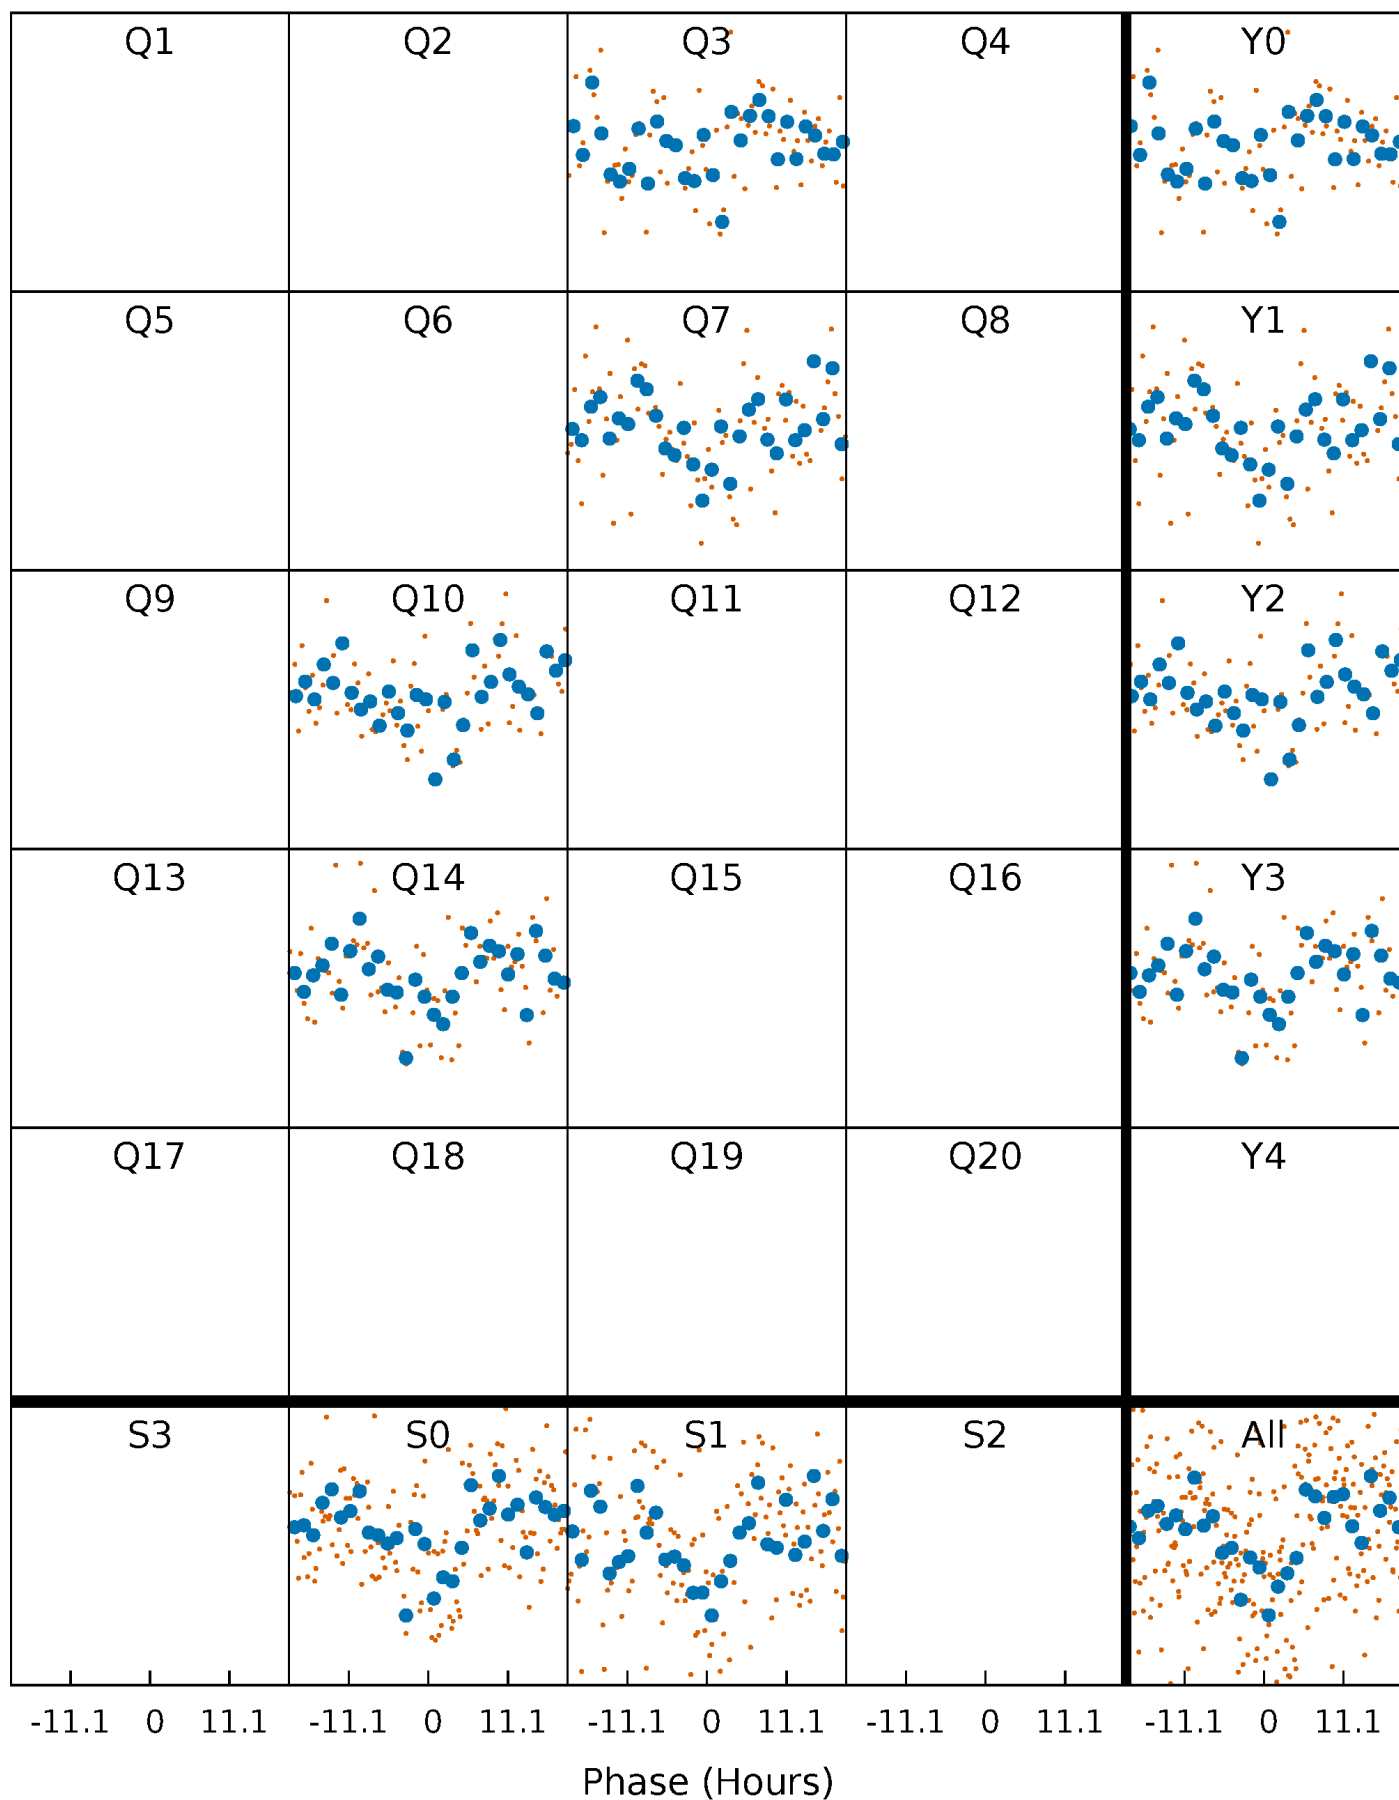 Q1 Q2 Q3 Q4 Y0
Q5 Q6 Q7 Q8 Y1
Q9 Q10 Q11 Q12 Y2
Q13 Q14 Q15 Q16 Y3
Q17 Q18 Q19 Q20 Y4
S3 S0 S1 S2 All
-11.1 0 11.1 -11.1 0 11.1 -11.1 0 11.1 -11.1 0 11.1 -11.1 0 11.1
Phase (Hours)